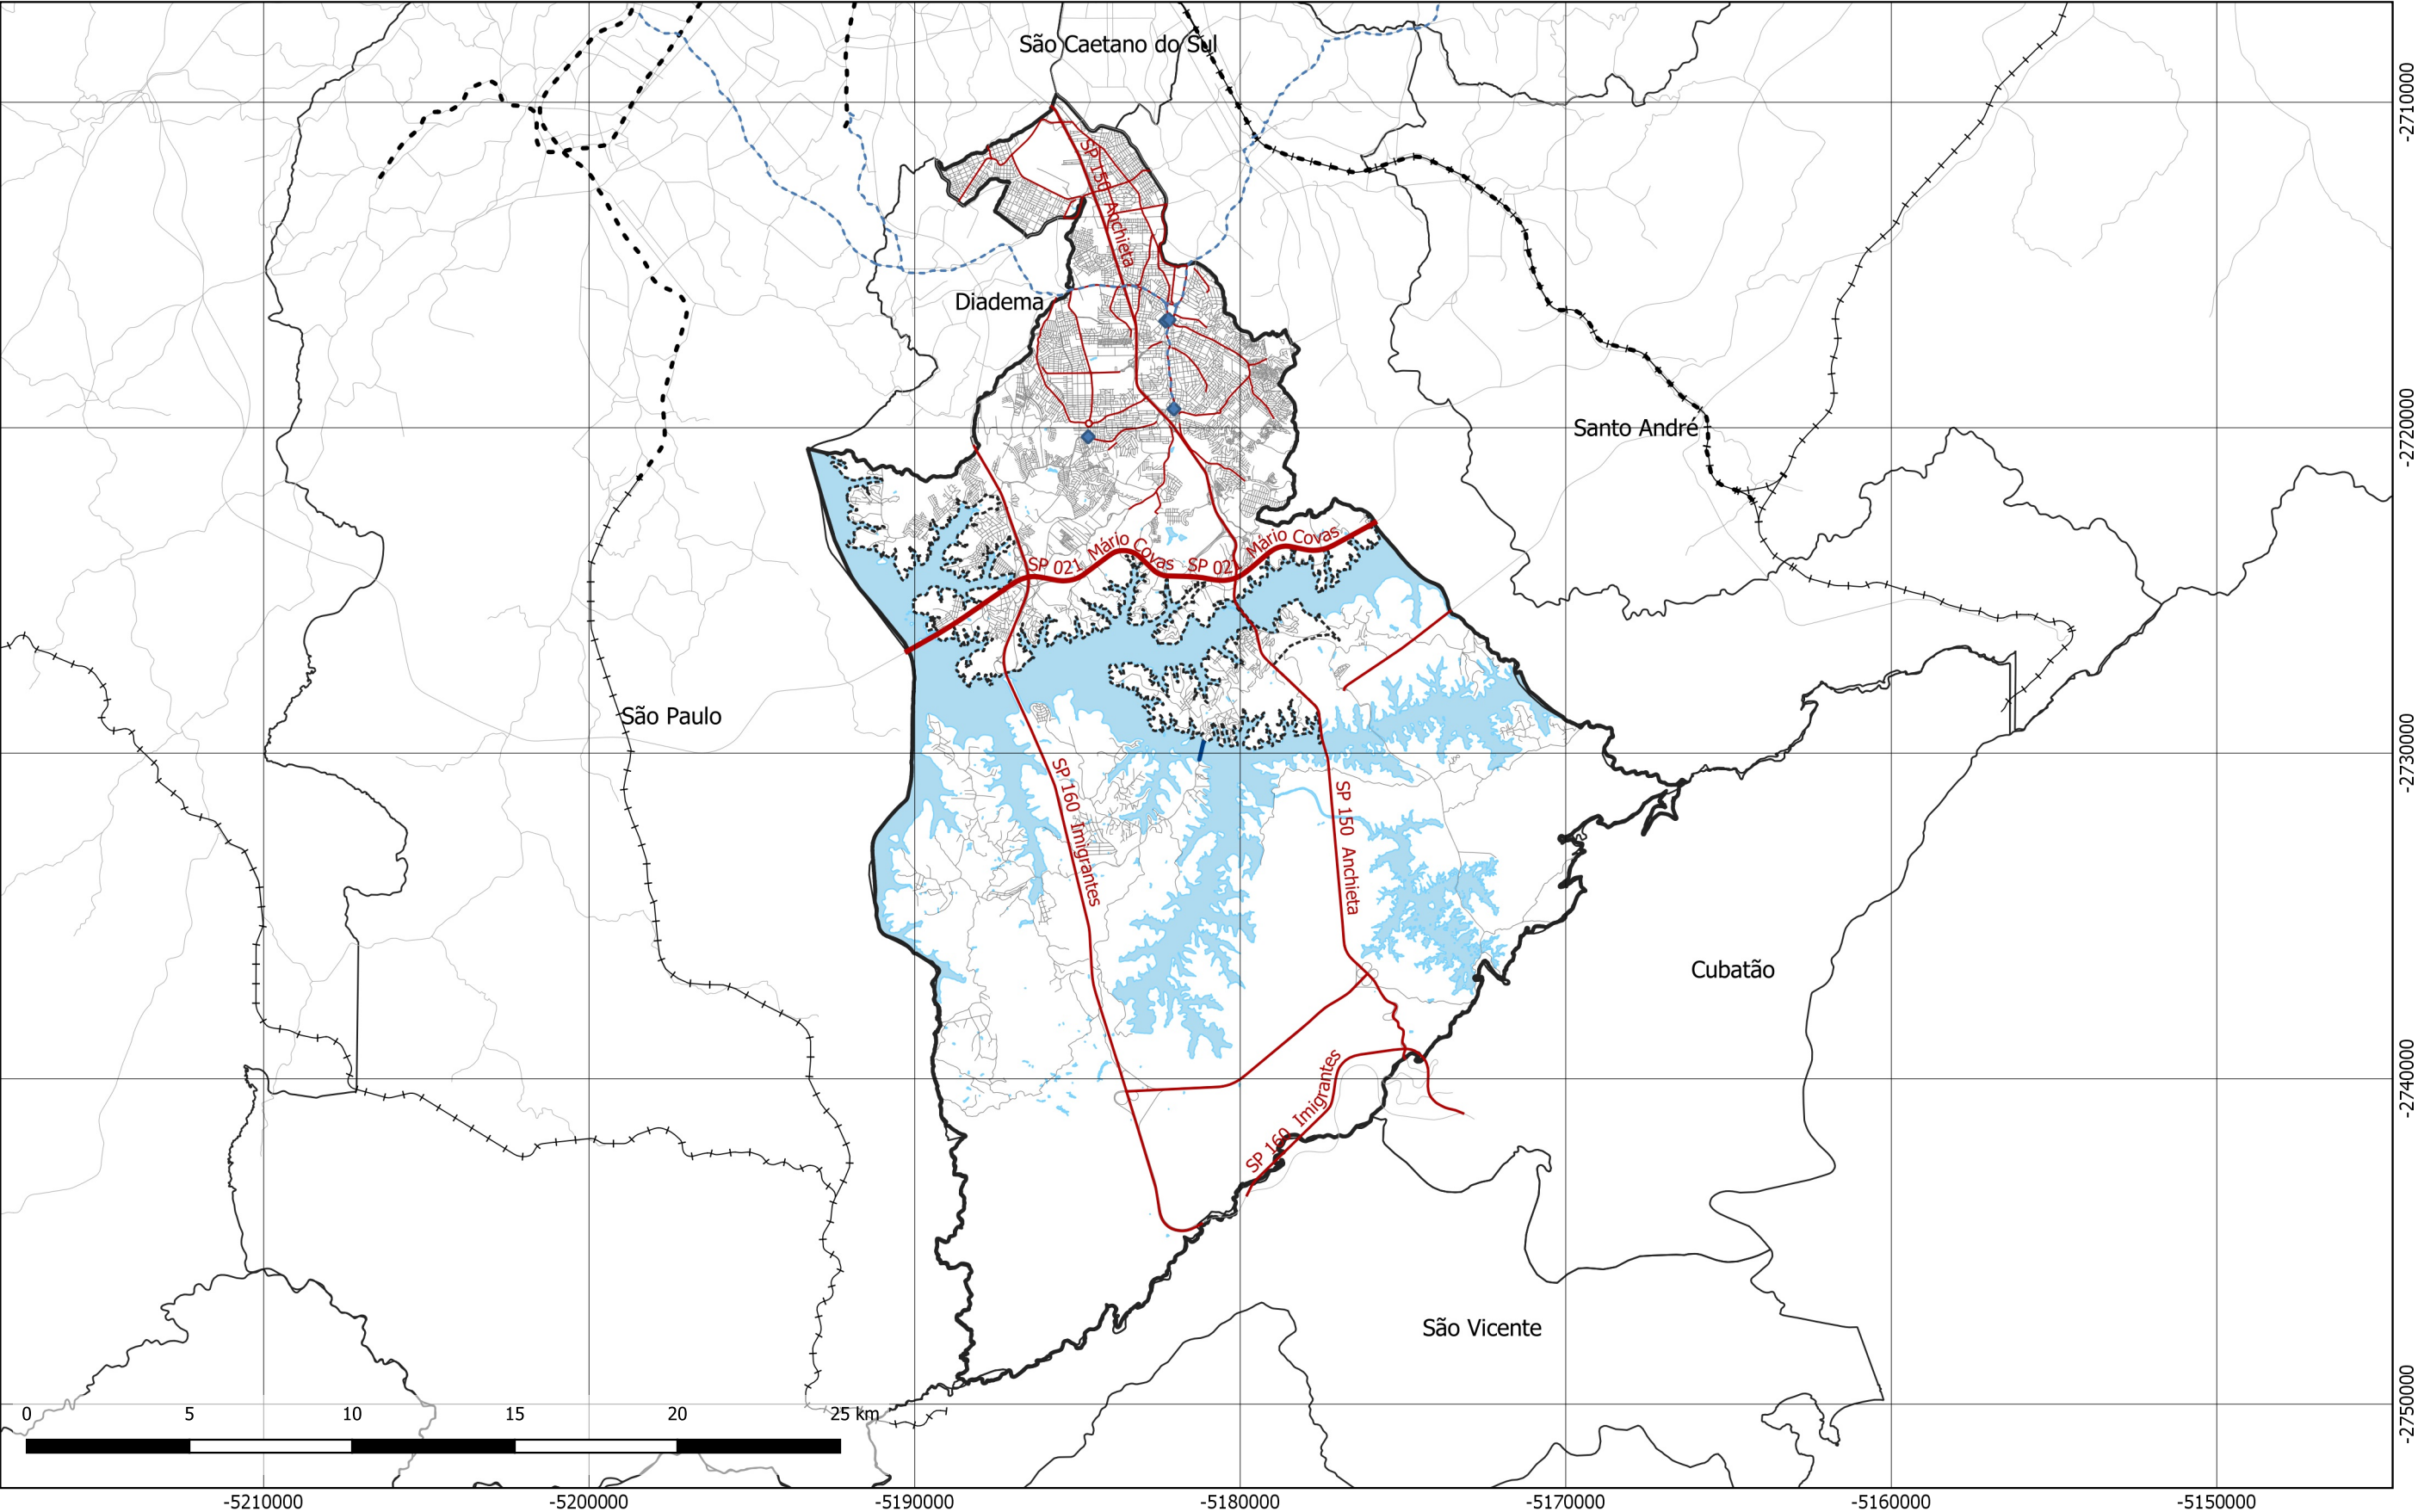 São Caetano do Sul
-2710000
SP 150 Anchieta
Diadema
Santo André
-2720000
SP 021 Mário Covas SP 021 Mário Covas
São Paulo
-2730000
SP 160 Imigrantes
SP 150 Anchieta
Cubatão
-2740000
SP 160 Imigrantes
São Vicente
-2750000
0 5 10 15 20 25 km
-5210000 -5200000 -5190000 -5180000 -5170000 -5160000 -5150000